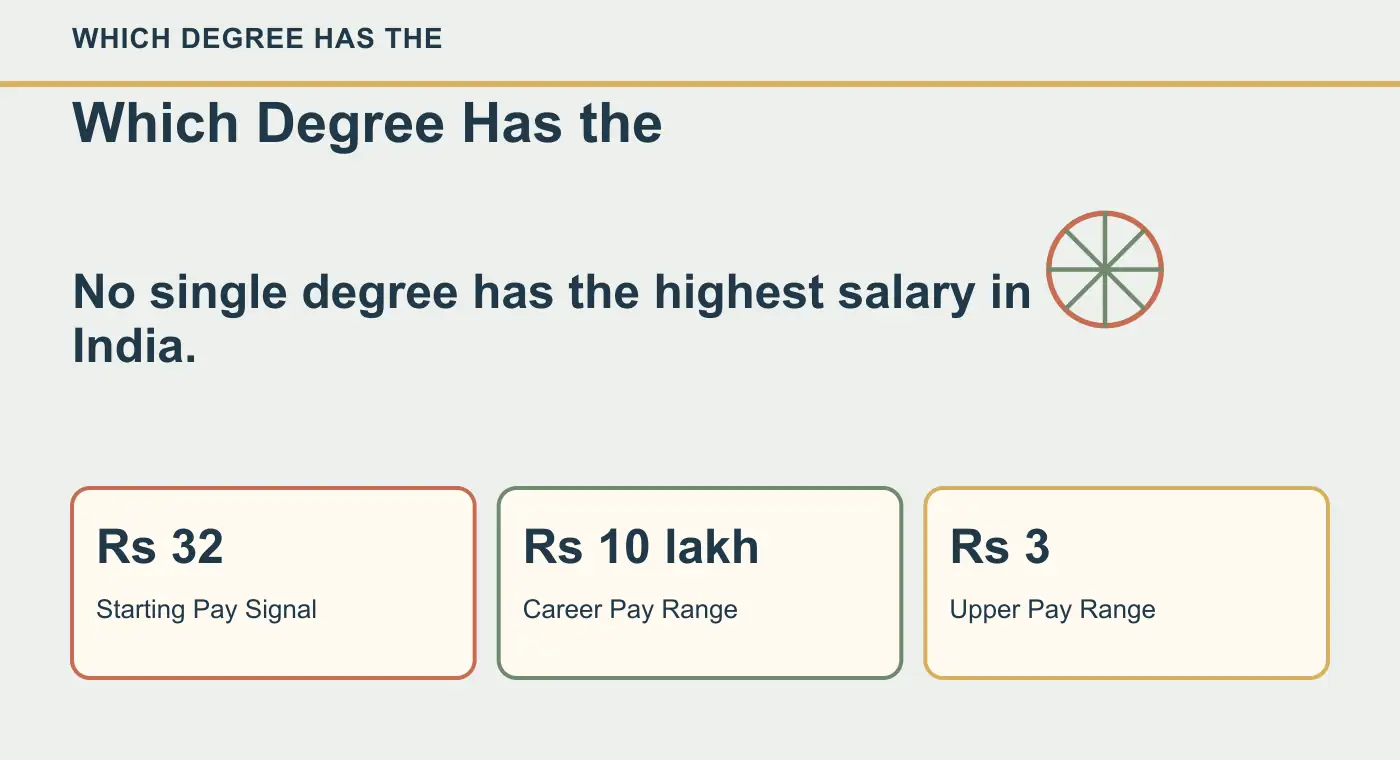 WHICH DEGREE HAS THE
Which Degree Has the
No single degree has the highest salary in
India.
Rs 32
Starting Pay Signal
Rs 10 lakh
Career Pay Range
Rs 3
Upper Pay Range